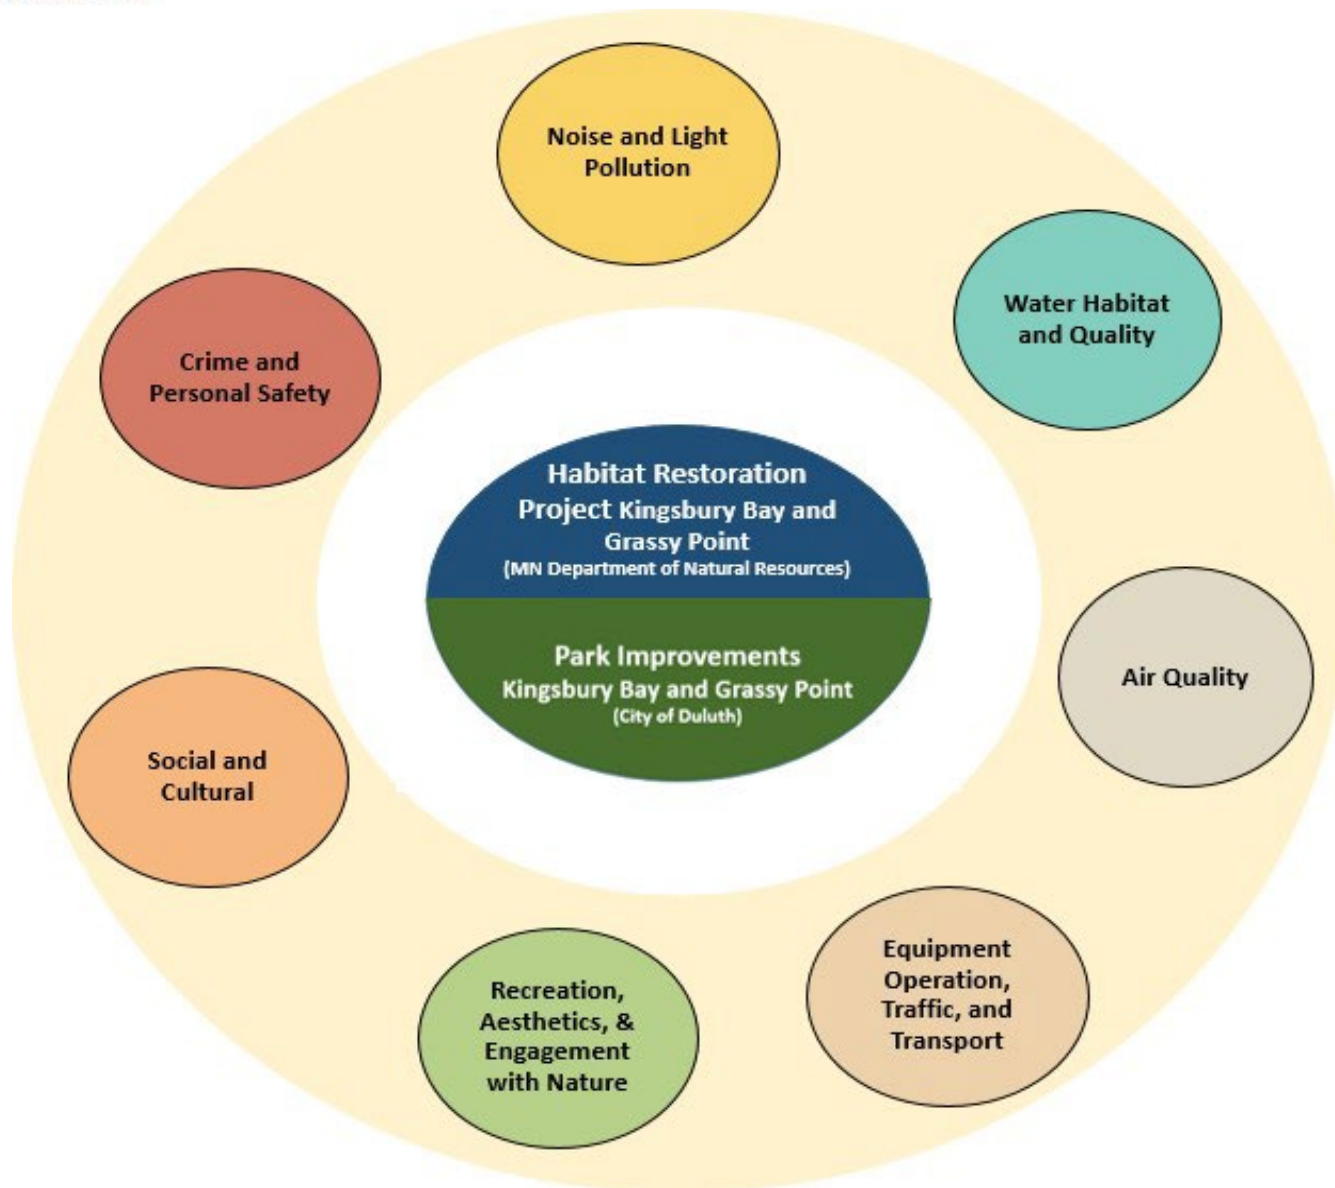 Noise and Light
Pollution
Water Habitat
and Quality
Crime and
Personal Safety
Habitat Restoration
Project Kingsbury Bay and
Grassy Point
(MN Department of Natural Resources)
Park Improvements
Kingsbury Bay and Grassy Point
(City of Duluth)
Air Quality
Social and
Cultural
Equipment
Operation,
Traffic, and
Transport
Recreation,
Aesthetics, &
Engagement
with Nature